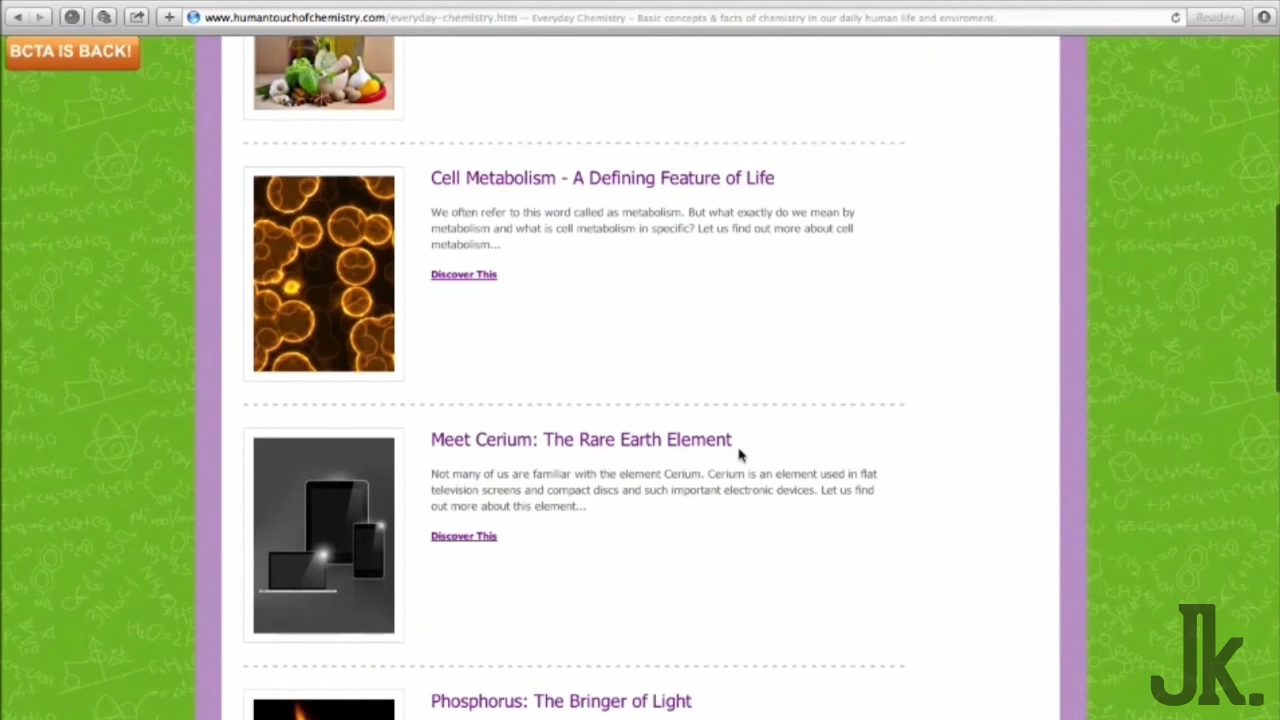 www.humantouchofchemistry.com/everyday-chemistry.htm — Everyday Chemistry - Basic concepts & facts of chemistry in our daily human life and enviroment.
Reader
BCTA IS BACK!
Cell Metabolism - A Defining Feature of Life
We often refer to this word called as metabolism. But what exactly do we mean by
metabolism and what is cell metabolism in specific? Let us find out more about cell
metabolism...
Discover This
Meet Cerium: The Rare Earth Element
Not many of us are familiar with the element Cerium. Cerium is an element used in flat
television screens and compact discs and such important electronic devices. Let us find
out more about this element...
Discover This
Phosphorus: The Bringer of Light
Jk.